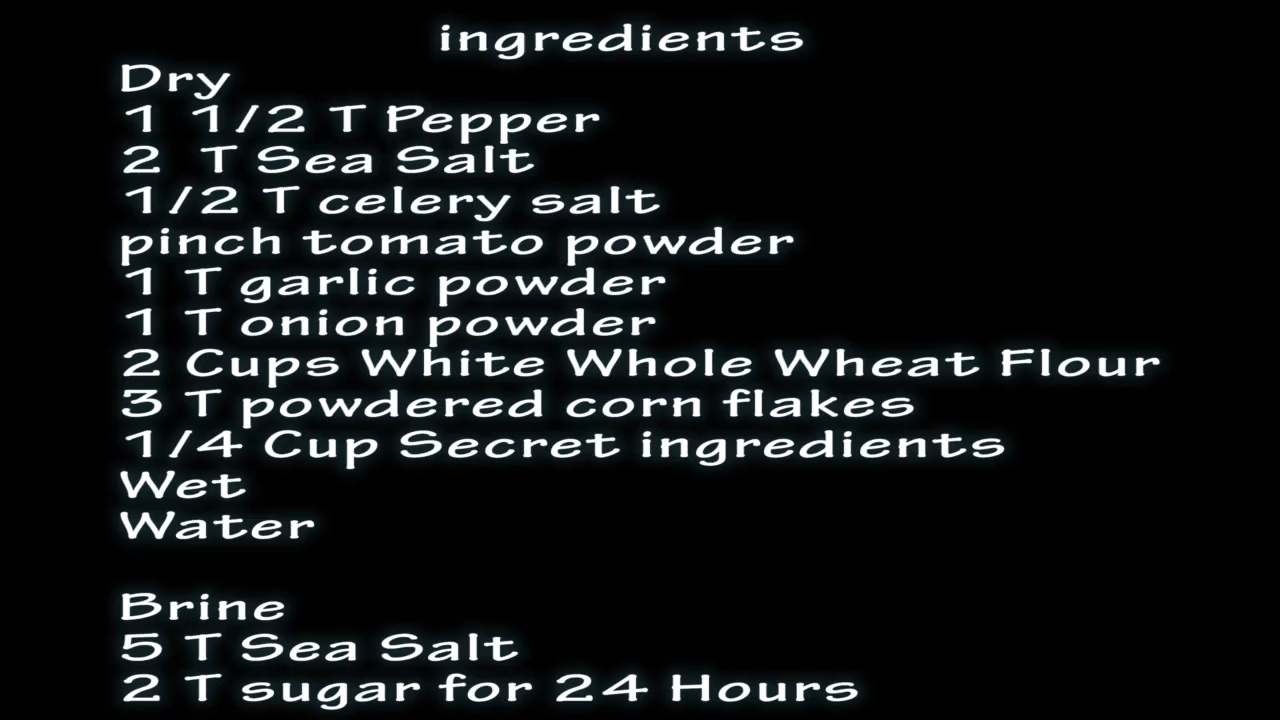 ingredients
Dry
1 1/2 T Pepper
2 T Sea Salt
1/2 T celery salt
pinch tomato powder
1 T garlic powder
1 T onion powder
2 Cups White Whole Wheat Flour
3 T powdered corn flakes
1/4 Cup Secret ingredients
Wet
Water
Brine
5 T Sea Salt
2 T sugar for 24 Hours